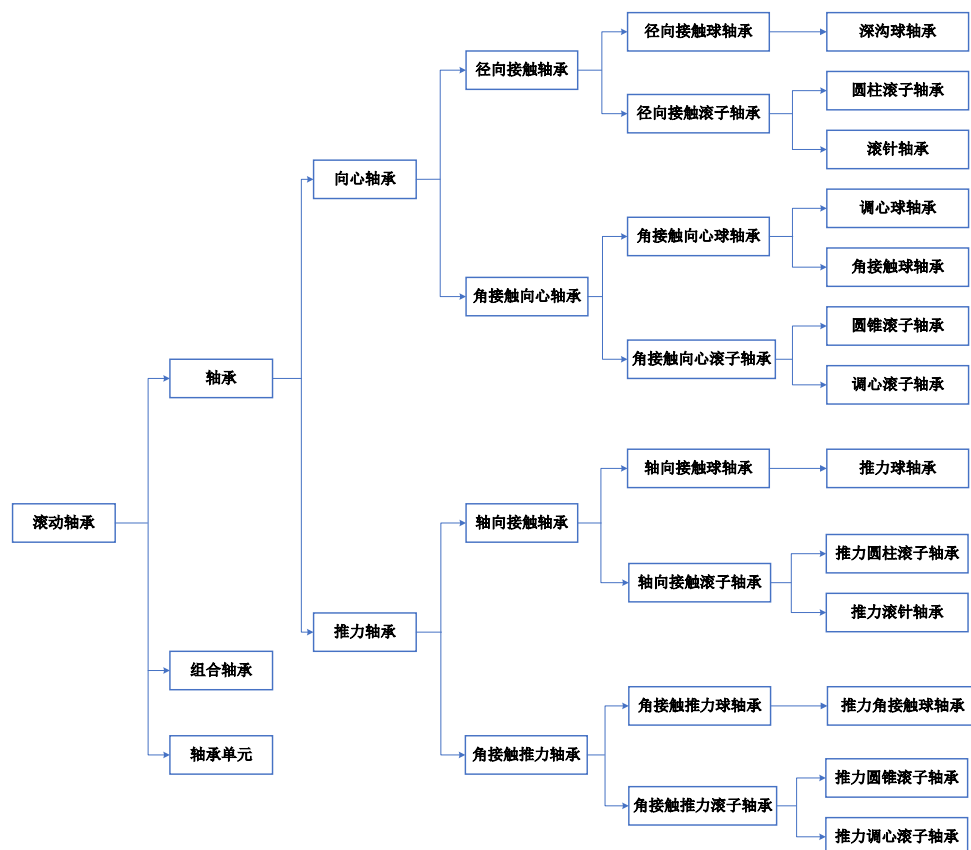 径向接触球轴承
深沟球轴承
径向接触轴承
圆柱滚子轴承
径向接触滚子轴承
滚针轴承
向心轴承
调心球轴承
角接触向心球轴承
角接触球轴承
角接触向心轴承
圆锥滚子轴承
角接触向心滚子轴承
轴承
调心滚子轴承
轴向接触球轴承
推力球轴承
滚动轴承
轴向接触轴承
推力圆柱滚子轴承
轴向接触滚子轴承
推力滚针轴承
推力轴承
组合轴承
角接触推力球轴承
推力角接触球轴承
轴承单元
角接触推力轴承
推力圆锥滚子轴承
角接触推力滚子轴承
推力调心滚子轴承